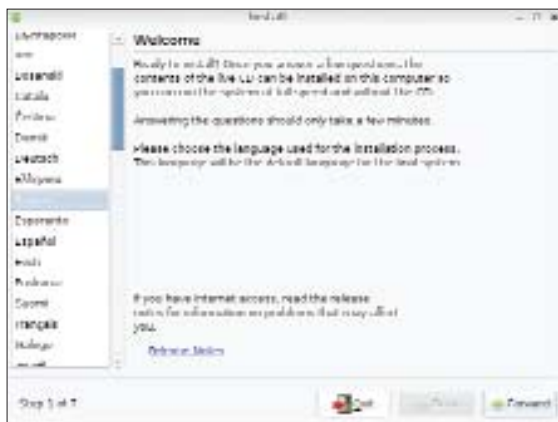 Install
Welcome
Bosanski
Català
Čeština
Dansk
Deutsch
Ελληνικά
Esperanto
Español
Eesti
Euskara
Suomi
Français
Galego
Ready to install? Once you answer a few questions, the
contents of the live CD can be installed on this computer so
you can run the system at full speed and without the CD.
Answering the questions should only take a few minutes.
Please choose the language used for the installation process.
This language will be the default language for the final system.
If you have internet access, read the release
notes for information on problems that may affect
you.
Release Notes
Step 1 of 7
Quit
Forward